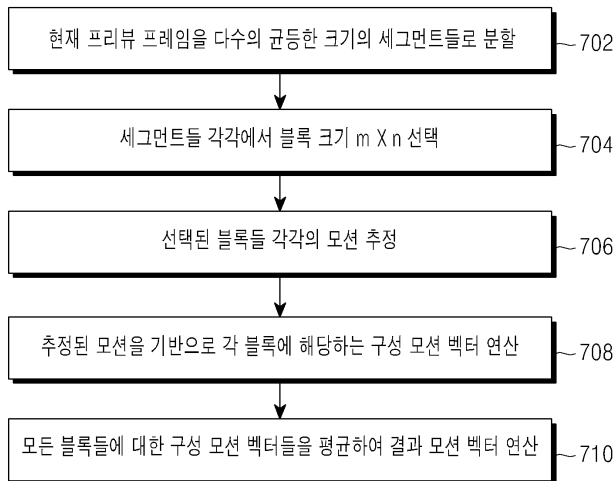 현재 프리뷰 프레임을 다수의 균등한 크기의 세그먼트들로 분할
702
세그먼트들 각각에서 블록 크기 m X n 선택
704
선택된 블록들 각각의 모션 추정
706
추정된 모션을 기반으로 각 블록에 해당하는 구성 모션 벡터 연산
708
모든 블록들에 대한 구성 모션 벡터들을 평균하여 결과 모션 벡터 연산
710